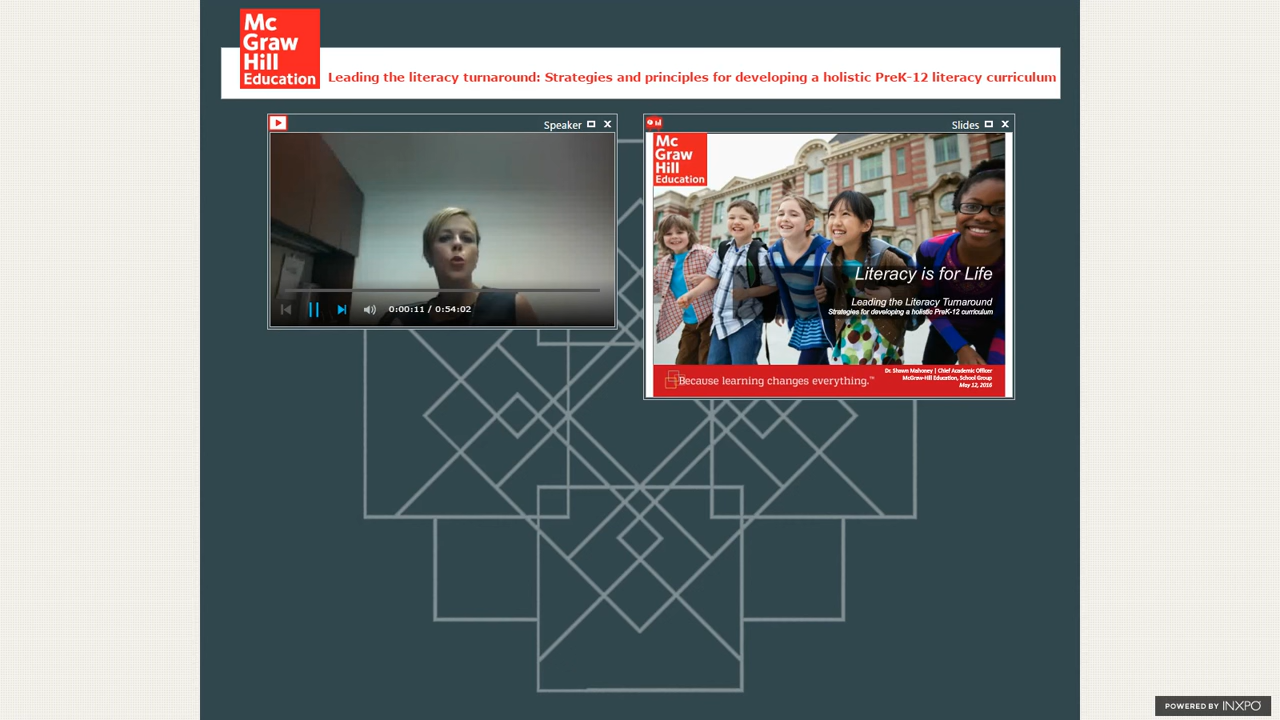 Mc
Graw
Hill
Education
Leading the literacy turnaround: Strategies and principles for developing a holistic PreK-12 literacy curriculum
Speaker
0:00:11 / 0:54:02
Slides
Mc
Graw
Hill
Education
Literacy is for Life
Leading the Literacy Turnaround
Strategies for developing a holistic PreK-12 curriculum
Because learning changes everything.™
Dr. Shawn Mahoney | Chief Academic Officer
McGraw-Hill Education, School Group
May 12, 2016
POWERED BY INXPO